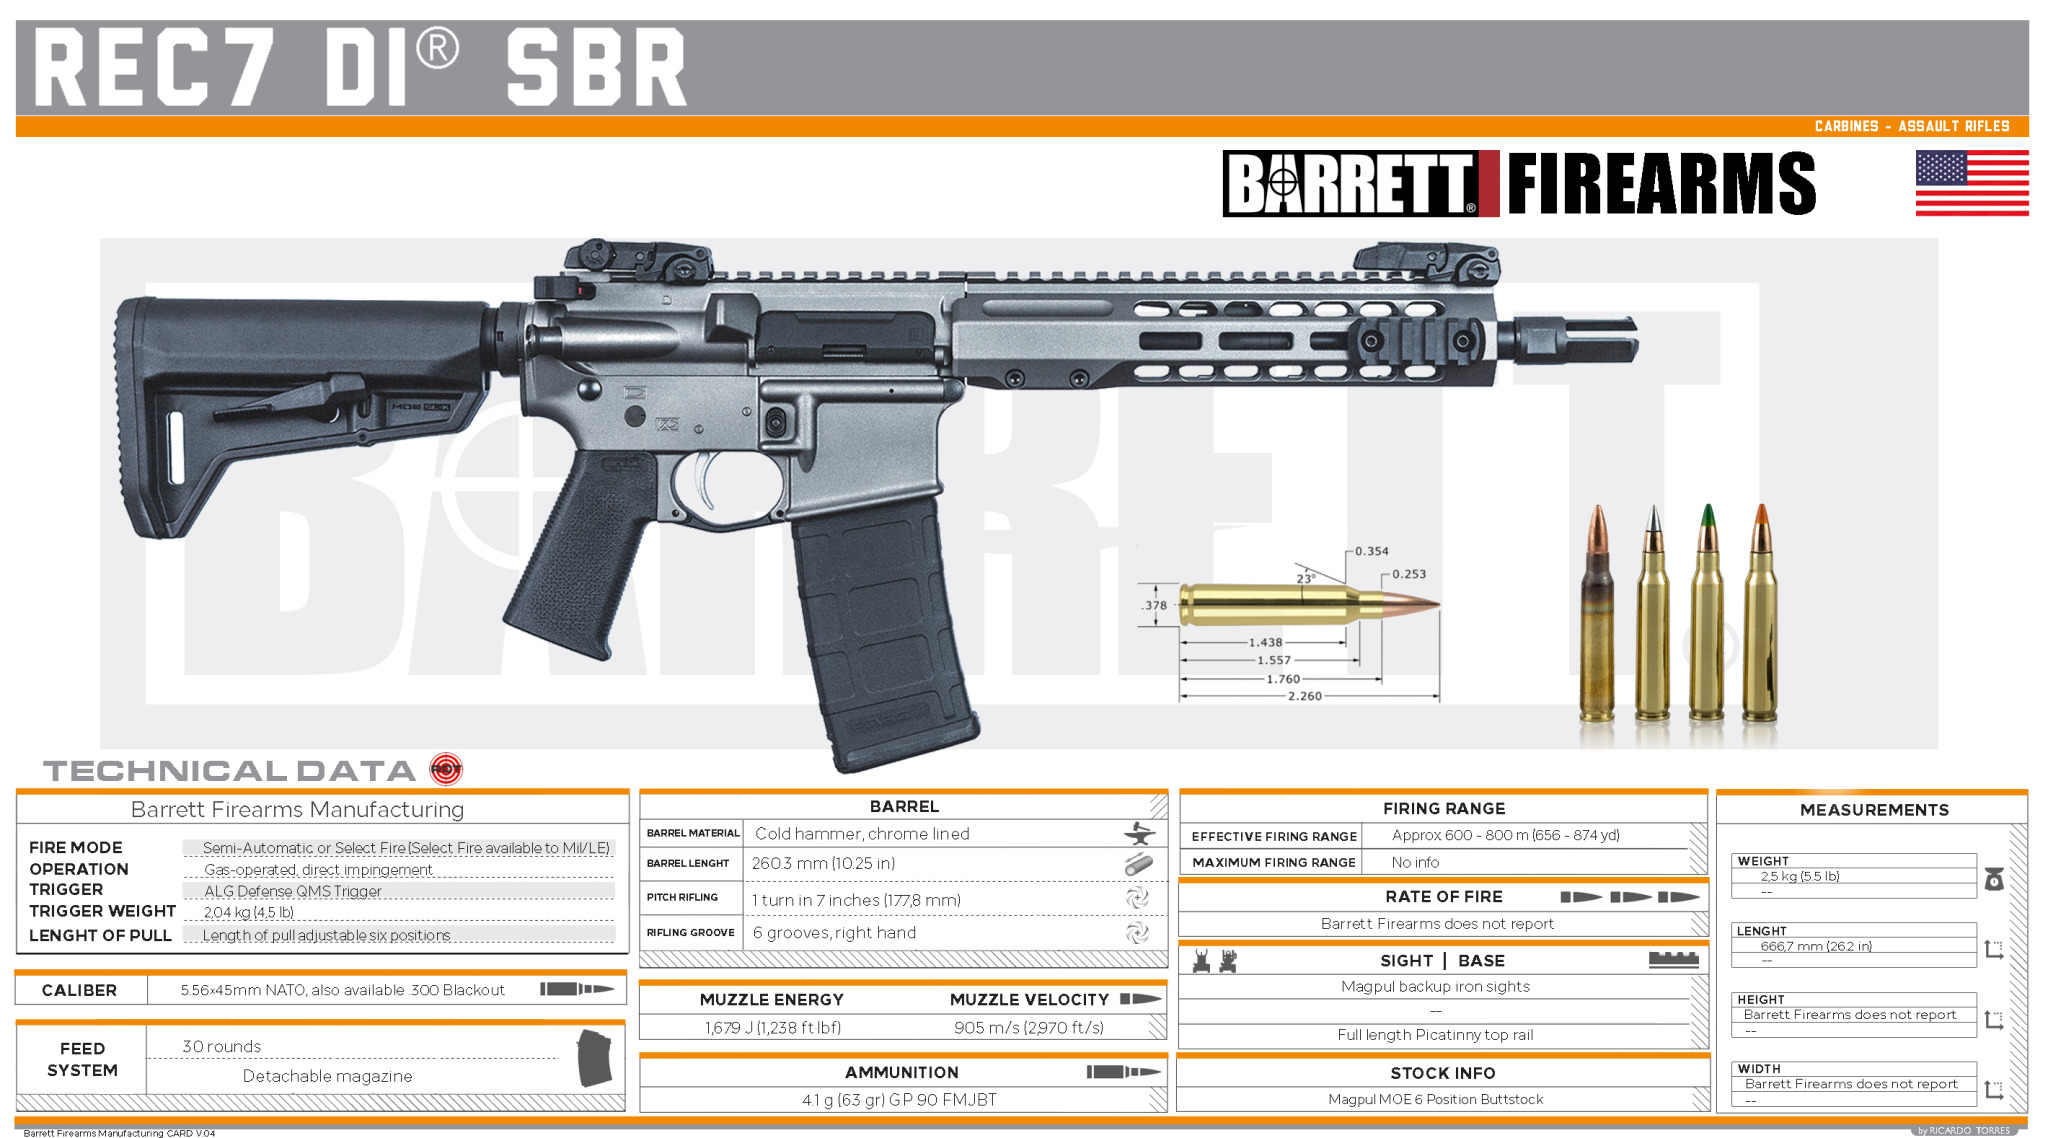 REC7 DI® SBR
CARBINES - ASSAULT RIFLES
BARRETT® FIREARMS
MOE SL-K
BARRETT
0.354
23°
0.253
.378
1.438
1.557
1.760
2.260
TECHNICAL DATA
Barrett Firearms Manufacturing
FIRE MODE Semi-Automatic or Select Fire (Select Fire available to Mil/LE)
OPERATION Gas-operated, direct impingement
TRIGGER ALG Defense QMS Trigger
TRIGGER WEIGHT 2,04 kg (4,5 lb)
LENGHT OF PULL Length of pull adjustable six positions
CALIBER 5.56x45mm NATO, also available .300 Blackout
FEED SYSTEM
30 rounds
Detachable magazine
BARREL
BARREL MATERIAL Cold hammer, chrome lined
BARREL LENGHT 260.3 mm (10.25 in)
PITCH RIFLING 1 turn in 7 inches (177,8 mm)
RIFLING GROOVE 6 grooves, right hand
MUZZLE ENERGY MUZZLE VELOCITY
1,679 J (1,238 ft·lbf) 905 m/s (2,970 ft/s)
AMMUNITION
4.1 g (63 gr) GP 90 FMJBT
FIRING RANGE
EFFECTIVE FIRING RANGE Approx 600 - 800 m (656 - 874 yd)
MAXIMUM FIRING RANGE No info
RATE OF FIRE
Barrett Firearms does not report
SIGHT | BASE
Magpul backup iron sights
--
Full length Picatinny top rail
STOCK INFO
Magpul MOE 6 Position Buttstock
MEASUREMENTS
WEIGHT
2,5 kg (5.5 lb)
--
LENGHT
666,7 mm (26.2 in)
--
HEIGHT
Barrett Firearms does not report
--
WIDTH
Barrett Firearms does not report
--
Barrett Firearms Manufacturing CARD V.04
by RICARDO TORRES